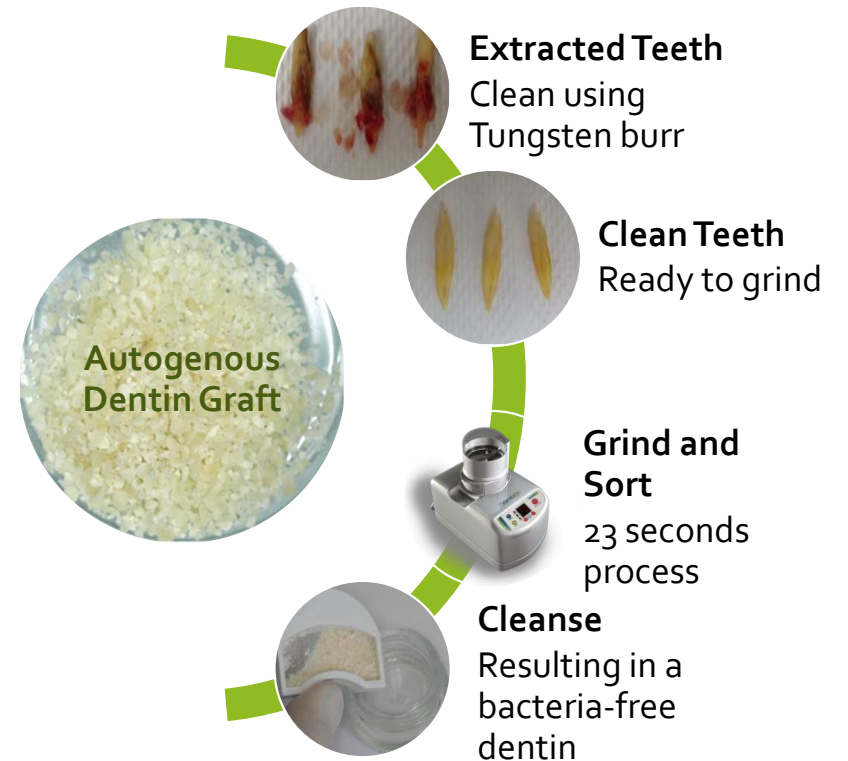 Extracted Teeth
Clean using
Tungsten burr
Clean Teeth
Ready to grind
Autogenous
Dentin Graft
Grind and
Sort
23 seconds
process
Cleanse
Resulting in a
bacteria-free
dentin